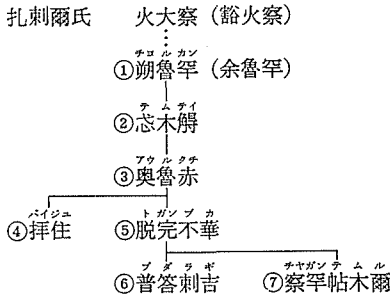 扎刺爾氏 火大察 (豁火察)
チヨルカン
①朔魯罕 (余魯罕)
テムテイ
②忒木䚟
アウルクチ
③奥魯赤
バイジユ トガンブカ
④拝住 ⑤脱完不華
ブダラギ チヤガンテムル
⑥普答刺吉 ⑦察罕帖木爾